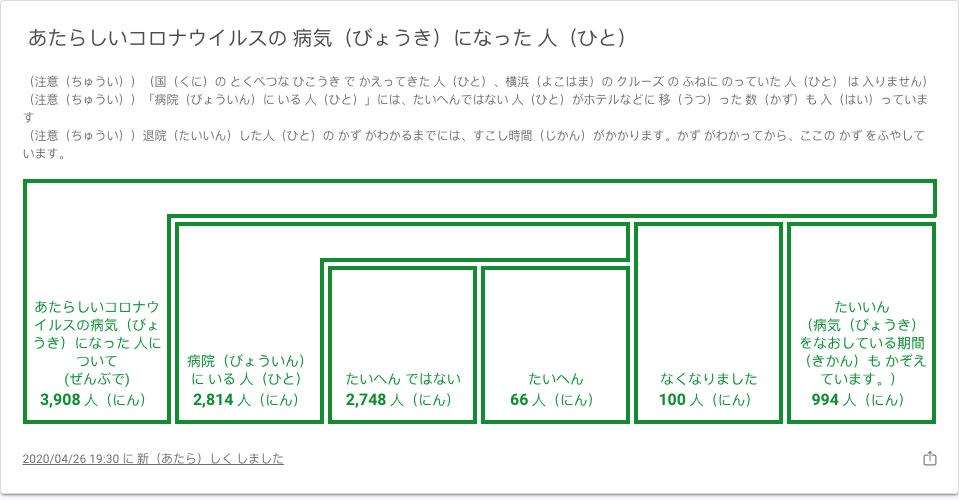 あたらしいコロナウイルスの 病気（びょうき）になった 人（ひと）
（注意（ちゅうい））（国（くに）の とくべつな ひこうき で かえってきた 人（ひと）、横浜（よこはま）の クルーズ の ふねに のっていた 人（ひと） は 入りません）
（注意（ちゅうい））「病院（びょういん）に いる 人（ひと）」には、たいへんではない 人（ひと）がホテルなどに 移（うつ）った 数（かず）も 入（はい）っていま
す
（注意（ちゅうい））退院（たいいん）した人（ひと）の かず がわかるまでには、すこし時間（じかん）がかかります。かず がわかってから、ここの かず をふやして
います。
あたらしいコロナウ
イルスの病気（びょ
うき）になった 人に
ついて
(ぜんぶで)
3,908 人（にん）
病院（びょういん）
に いる 人（ひと）
2,814 人（にん）
たいへん ではない
2,748 人（にん）
たいへん
66 人（にん）
なくなりました
100 人（にん）
たいいん
（病気（びょうき）
をなおしている期間
（きかん）も かぞえ
ています。）
994 人（にん）
2020/04/26 19:30 に 新（あたら）しく しました